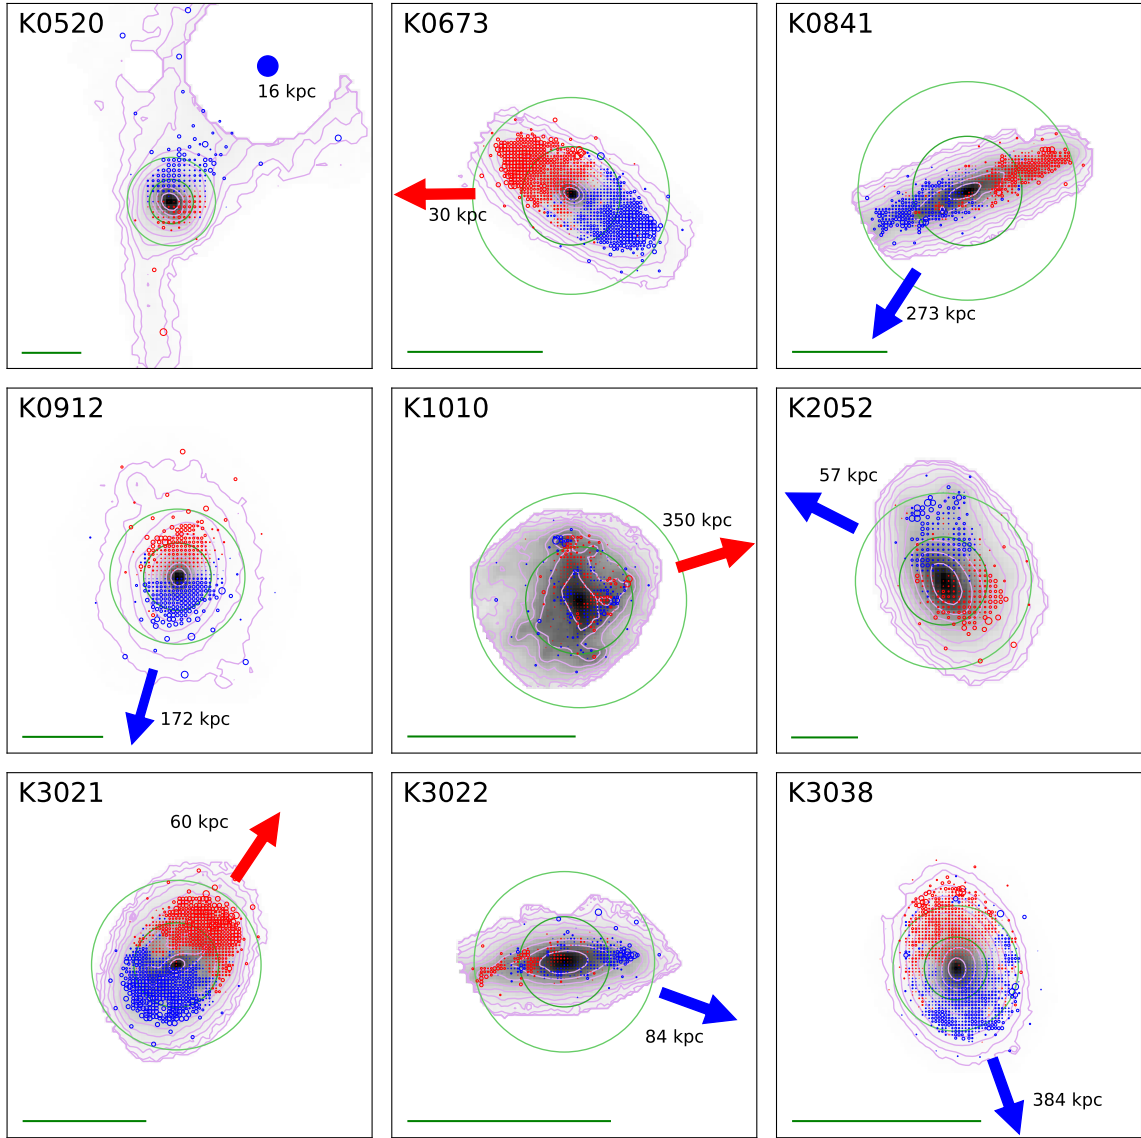 K0520
16 kpc
K0673
30 kpc
K0841
273 kpc
K0912
172 kpc
K1010
350 kpc
K2052
57 kpc
K3021
60 kpc
K3022
84 kpc
K3038
384 kpc